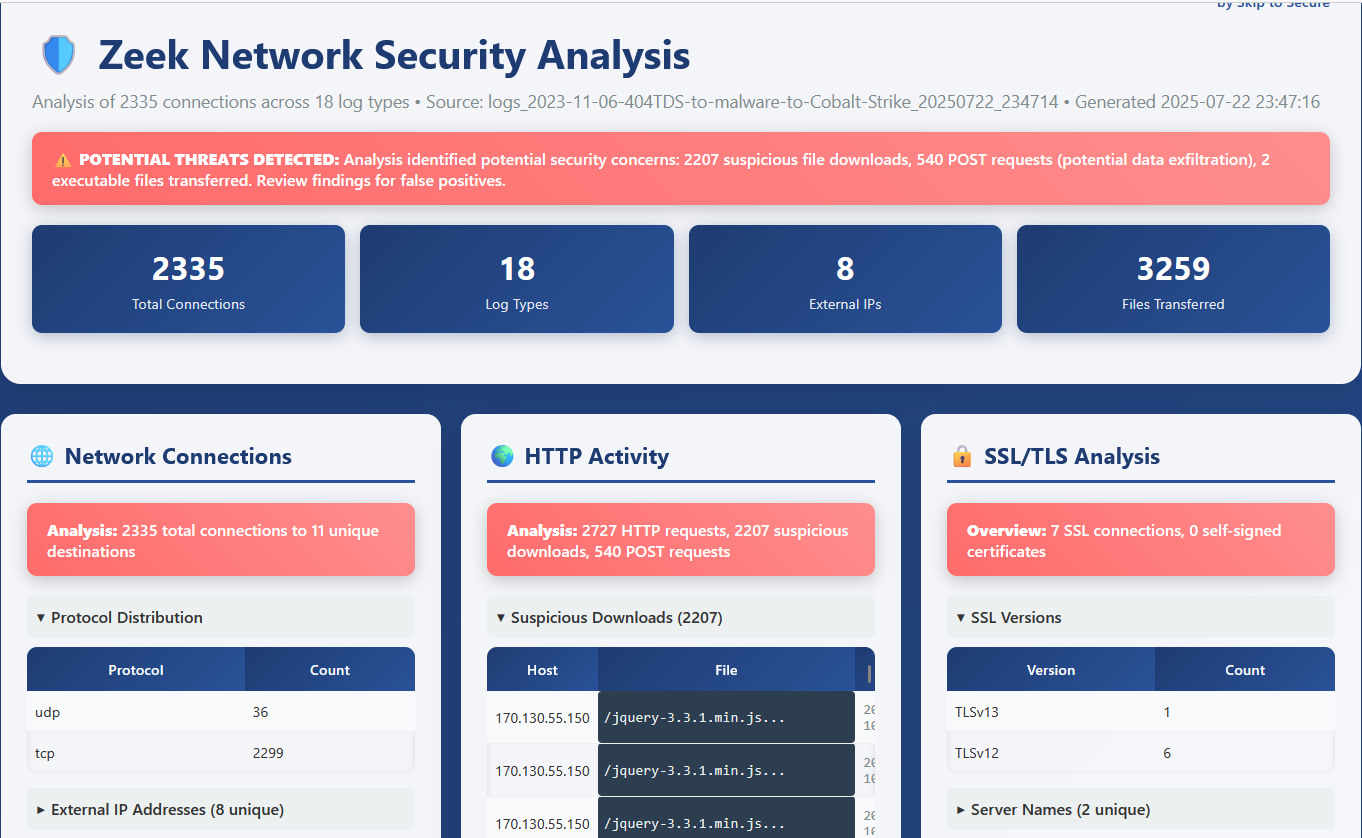 by Skip to Secure
Zeek Network Security Analysis
Analysis of 2335 connections across 18 log types • Source: logs_2023-11-06-404TDS-to-malware-to-Cobalt-Strike_20250722_234714 • Generated 2025-07-22 23:47:16
⚠️ POTENTIAL THREATS DETECTED: Analysis identified potential security concerns: 2207 suspicious file downloads, 540 POST requests (potential data exfiltration), 2
executable files transferred. Review findings for false positives.
2335
Total Connections
18
Log Types
8
External IPs
3259
Files Transferred
Network Connections
Analysis: 2335 total connections to 11 unique
destinations
▾ Protocol Distribution
Protocol Count
udp 36
tcp 2299
▸ External IP Addresses (8 unique)
HTTP Activity
Analysis: 2727 HTTP requests, 2207 suspicious
downloads, 540 POST requests
▾ Suspicious Downloads (2207)
Host File
170.130.55.150 /jquery-3.3.1.min.js...
170.130.55.150 /jquery-3.3.1.min.js...
170.130.55.150 /jquery-3.3.1.min.js...
SSL/TLS Analysis
Overview: 7 SSL connections, 0 self-signed
certificates
▾ SSL Versions
Version Count
TLSv13 1
TLSv12 6
▸ Server Names (2 unique)